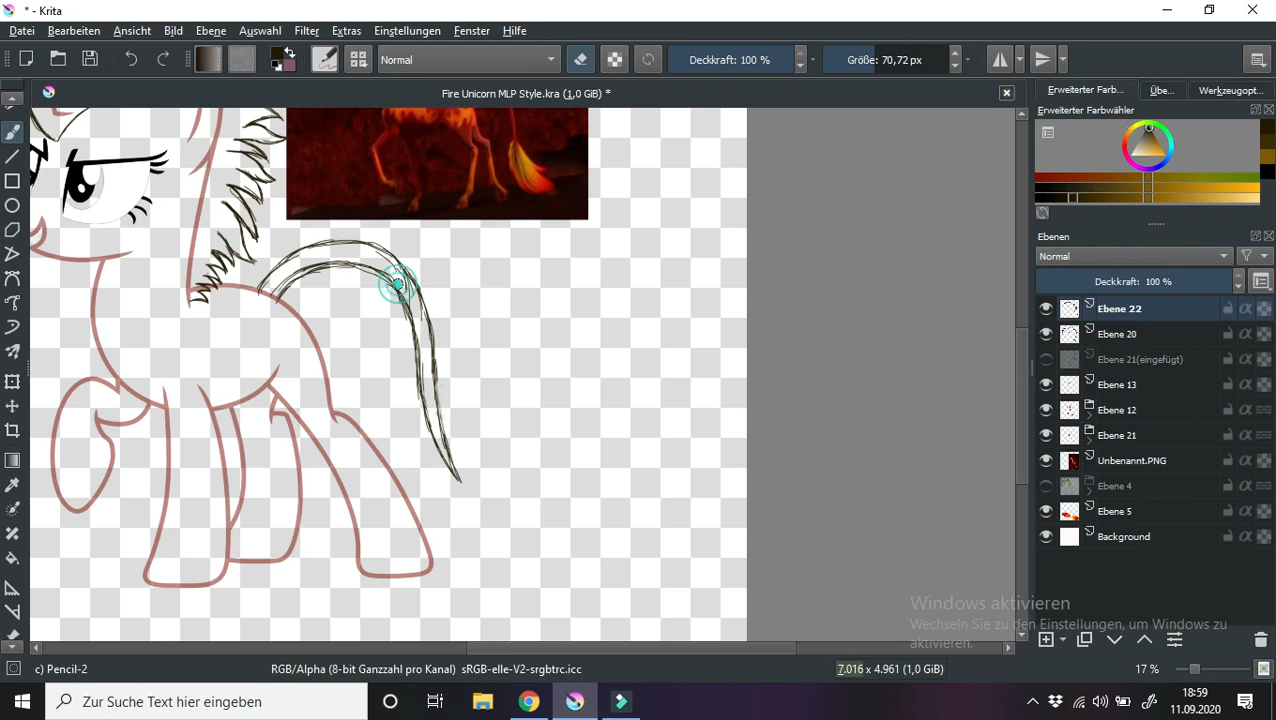 * - Krita
Datei Bearbeiten Ansicht Bild Ebene Auswahl Filter Extras Einstellungen Fenster Hilfe
Normal Deckkraft: 100 % Größe: 70,72 px
Fire Unicorn MLP Style.kra (1,0 GiB) *
Erweiterter Farb... Übe... Werkzeugopt...
Erweiterter Farbwähler
Ebenen
Normal
Deckkraft: 100 %
Ebene 22
Ebene 20
Ebene 21(eingefügt)
Ebene 13
Ebene 12
Ebene 21
Unbenannt.PNG
Ebene 4
Ebene 5
Background
Windows aktivieren
Wechseln Sie zu den Einstellungen, um Windows zu
aktivieren.
c) Pencil-2 RGB/Alpha (8-bit Ganzzahl pro Kanal) sRGB-elle-V2-srgbtrc.icc 7.016 x 4.961 (1,0 GiB) 17 %
Zur Suche Text hier eingeben
18:59
11.09.2020